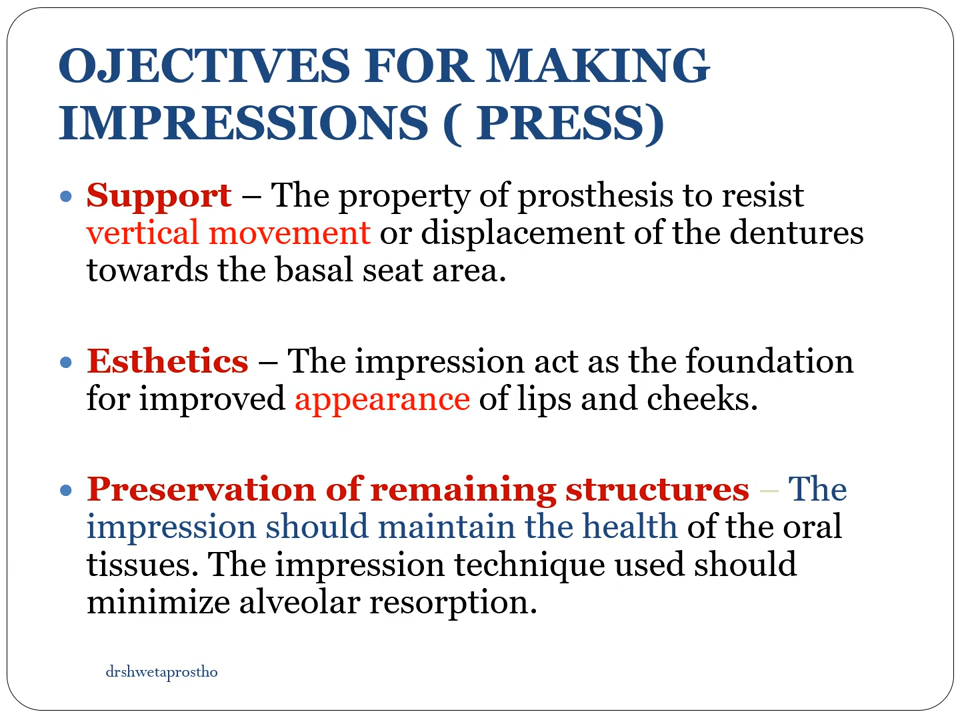 OJECTIVES FOR MAKING
IMPRESSIONS ( PRESS)
• Support – The property of prosthesis to resist
vertical movement or displacement of the dentures
towards the basal seat area.
• Esthetics – The impression act as the foundation
for improved appearance of lips and cheeks.
• Preservation of remaining structures – The
impression should maintain the health of the oral
tissues. The impression technique used should
minimize alveolar resorption.
drshwetaprostho